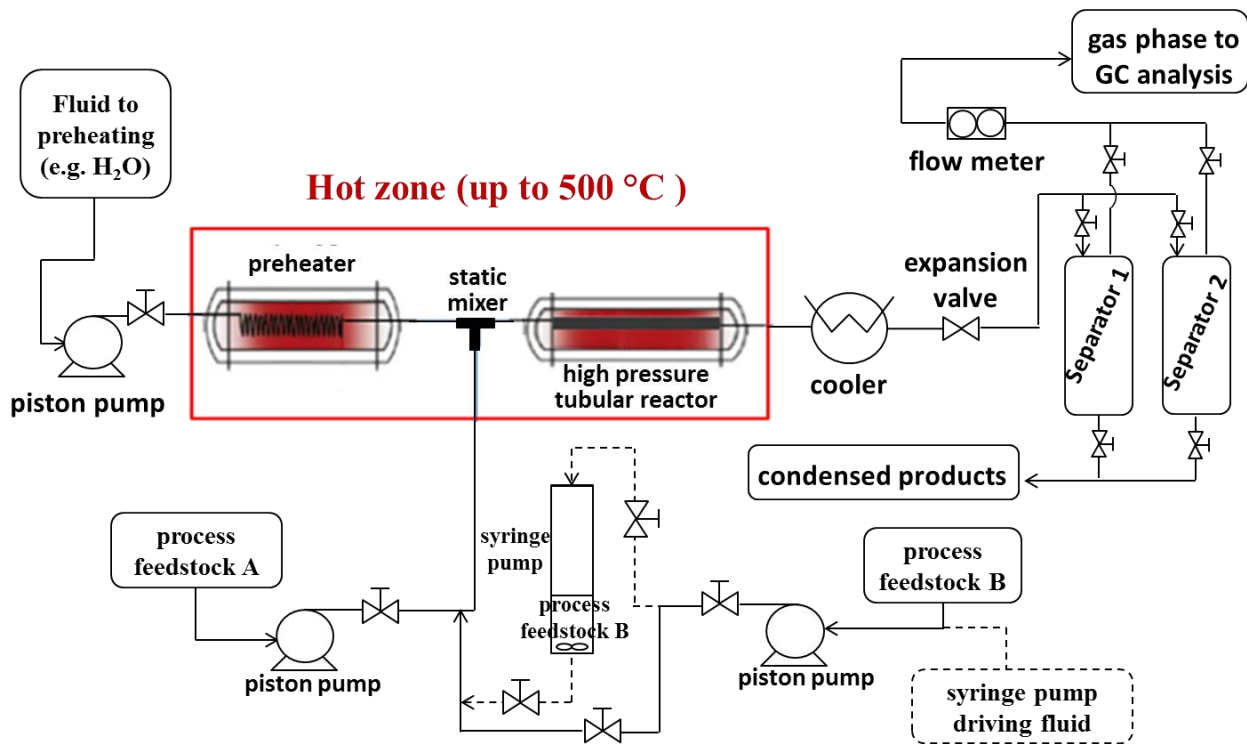 gas phase to
GC analysis
Fluid to
preheating
(e.g. H₂O)
flow meter
Hot zone (up to 500 °C )
preheater
static
mixer
expansion
valve
Separator 1
Separator 2
piston pump
high pressure
tubular reactor
cooler
condensed products
process
feedstock A
syringe
pump
process
feedstock B
process
feedstock B
piston pump
piston pump
syringe pump
driving fluid